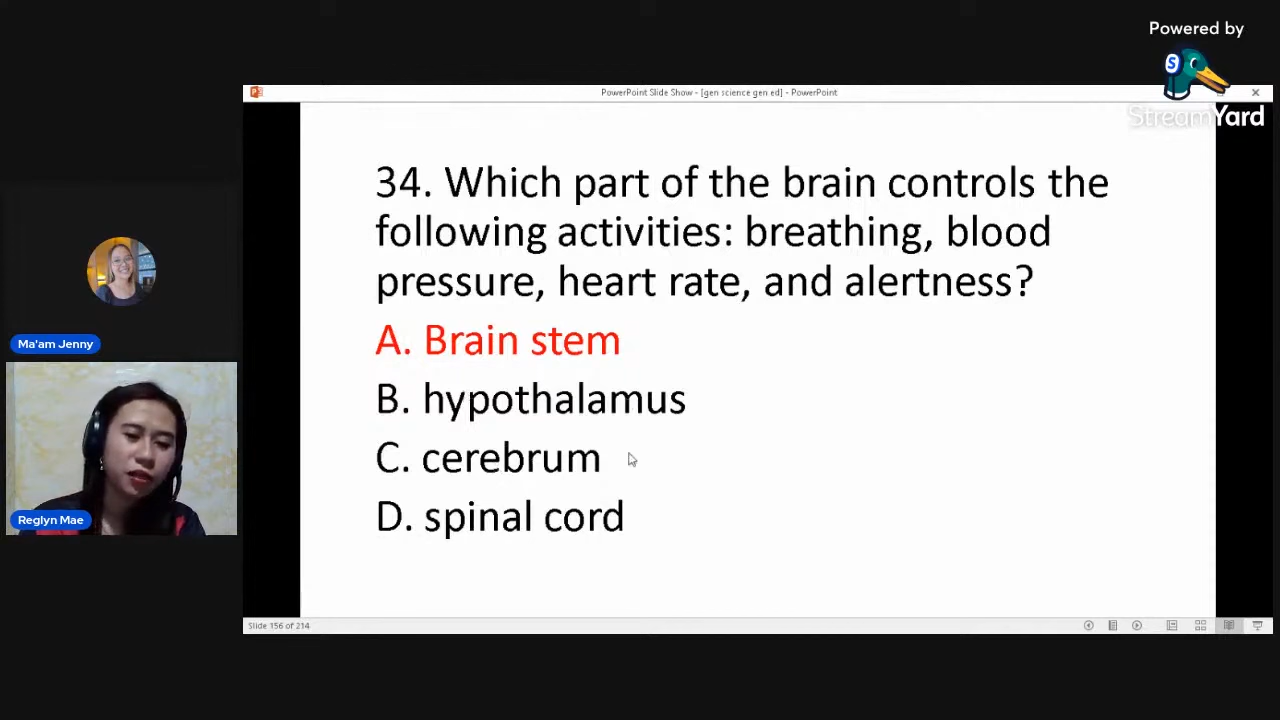 Powered by
S
StreamYard
PowerPoint Slide Show - [gen science gen ed] - PowerPoint
34. Which part of the brain controls the
following activities: breathing, blood
pressure, heart rate, and alertness?
A. Brain stem
B. hypothalamus
C. cerebrum
D. spinal cord
Ma'am Jenny
Reglyn Mae
Slide 156 of 214